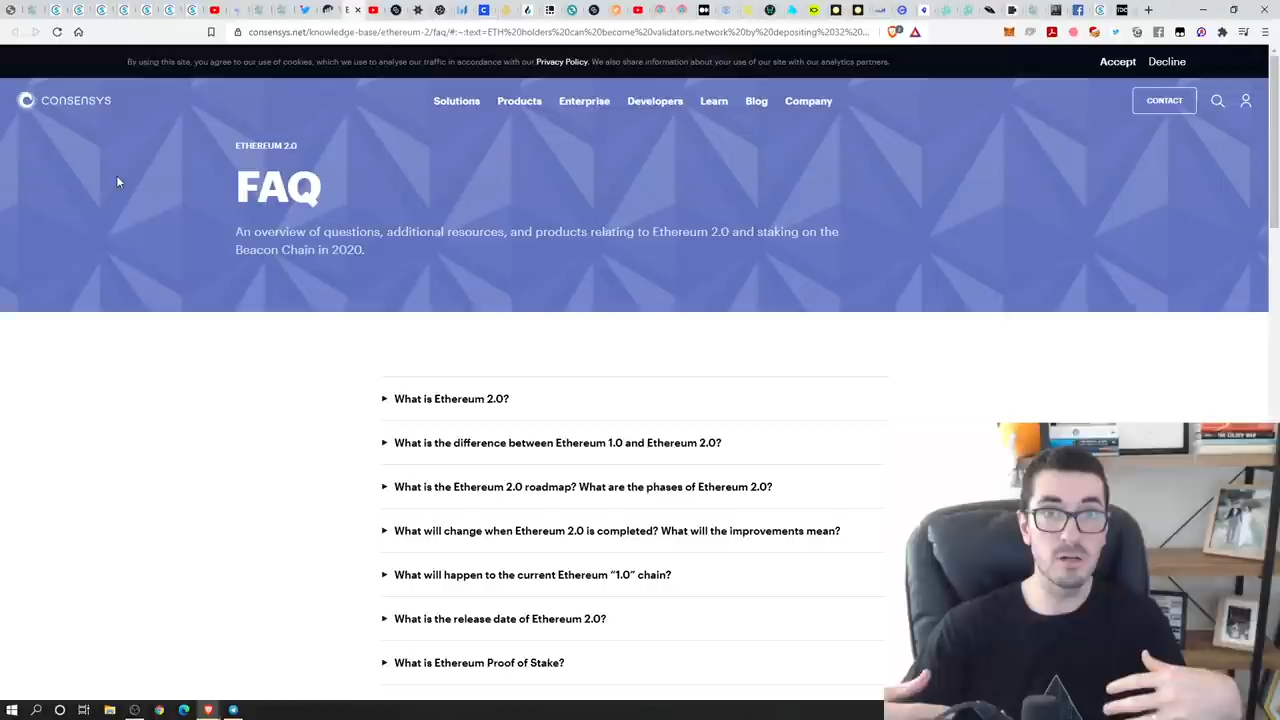 consensys.net/knowledge-base/ethereum-2/faq/#:~:text=ETH%20holders%20can%20become%20validators.network%20by%20depositing%2032%20...
By using this site, you agree to our use of cookies, which we use to analyse our traffic in accordance with our Privacy Policy. We also share information about your use of our site with our analytics partners.
Accept Decline
CONSENSYS
Solutions Products Enterprise Developers Learn Blog Company
CONTACT
ETHEREUM 2.0
FAQ
An overview of questions, additional resources, and products relating to Ethereum 2.0 and staking on the
Beacon Chain in 2020.
What is Ethereum 2.0?
What is the difference between Ethereum 1.0 and Ethereum 2.0?
What is the Ethereum 2.0 roadmap? What are the phases of Ethereum 2.0?
What will change when Ethereum 2.0 is completed? What will the improvements mean?
What will happen to the current Ethereum “1.0” chain?
What is the release date of Ethereum 2.0?
What is Ethereum Proof of Stake?